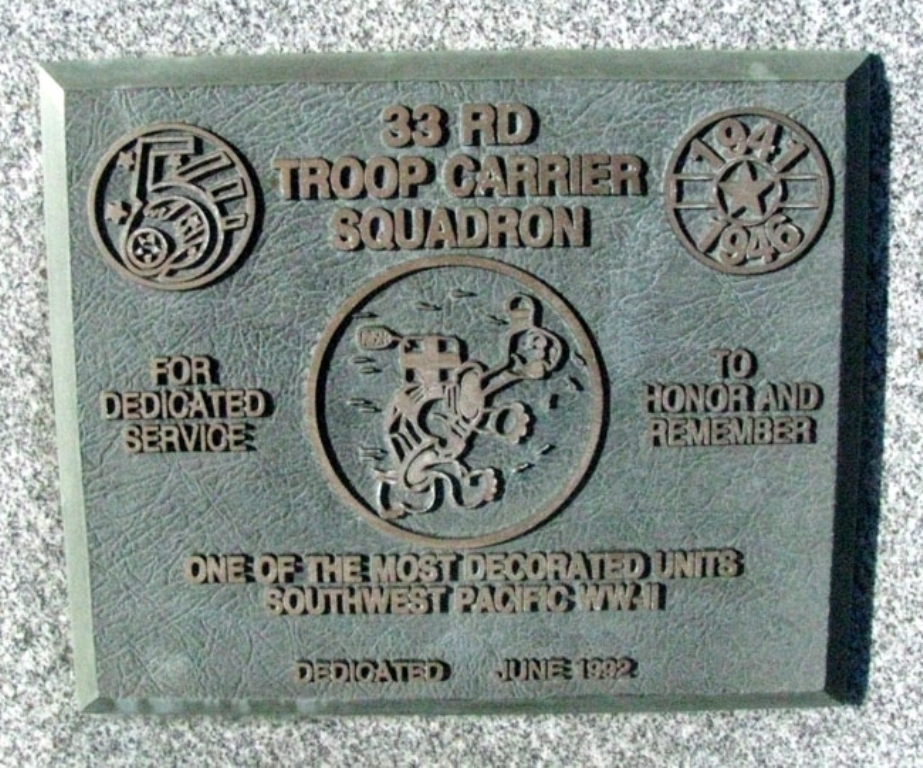 33 RD
TROOP CARRIER
SQUADRON
5
1941
1946
FOR
DEDICATED
SERVICE
TO
HONOR AND
REMEMBER
ONE OF THE MOST DECORATED UNITS
SOUTHWEST PACIFIC WW-II
DEDICATED JUNE 1992